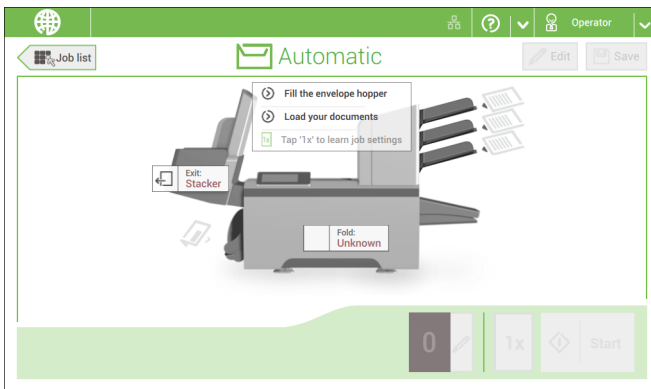 ?
Operator
Job list
Automatic
Edit
Save
Fill the envelope hopper
Load your documents
1x Tap '1x' to learn job settings
Exit:
Stacker
Fold:
Unknown
0
1x
Start